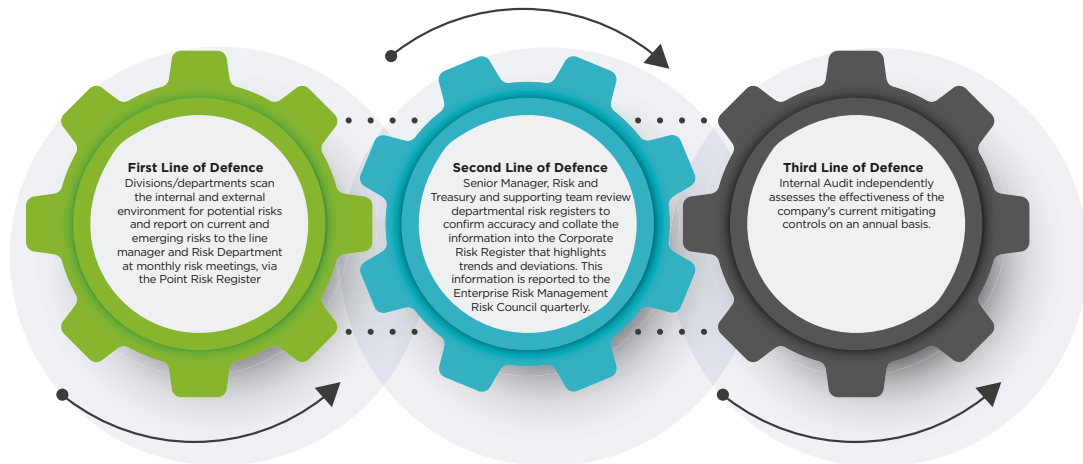 First Line of Defence
Divisions/departments scan
the internal and external
environment for potential risks
and report on current and
emerging risks to the line
manager and Risk Department
at monthly risk meetings, via
the Point Risk Register
Second Line of Defence
Senior Manager, Risk and
Treasury and supporting team review
departmental risk registers to
confirm accuracy and collate the
information into the Corporate
Risk Register that highlights
trends and deviations. This
information is reported to the
Enterprise Risk Management
Risk Council quarterly.
Third Line of Defence
Internal Audit independently
assesses the effectiveness of the
company's current mitigating
controls on an annual basis.